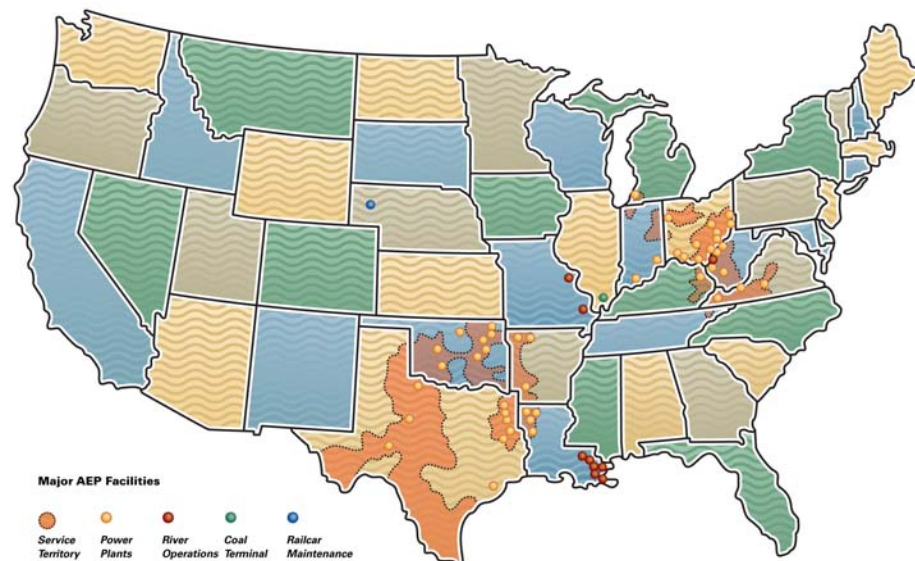 Major AEP Facilities
Service Territory
Power Plants
River Operations
Coal Terminal
Railcar Maintenance